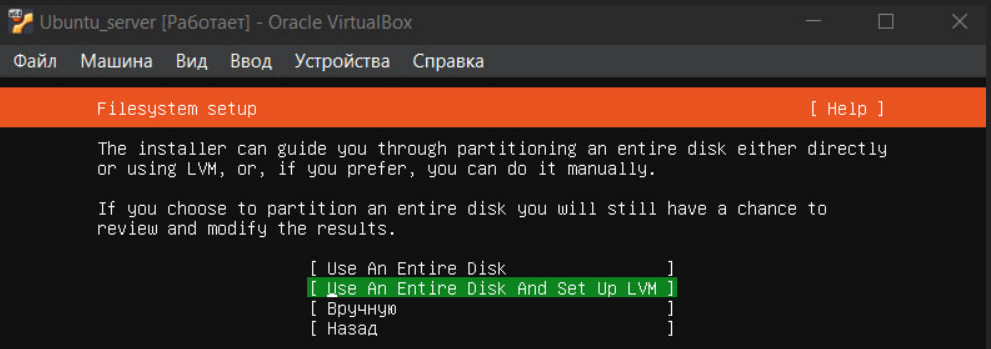 Ubuntu_server [Работает] - Oracle VirtualBox
Файл Машина Вид Ввод Устройства Справка
Filesystem setup [ Help ]
The installer can guide you through partitioning an entire disk either directly
or using LVM, or, if you prefer, you can do it manually.
If you choose to partition an entire disk you will still have a chance to
review and modify the results.
[ Use An Entire Disk ]
[ Use An Entire Disk And Set Up LVM ]
[ Вручную ]
[ Назад ]